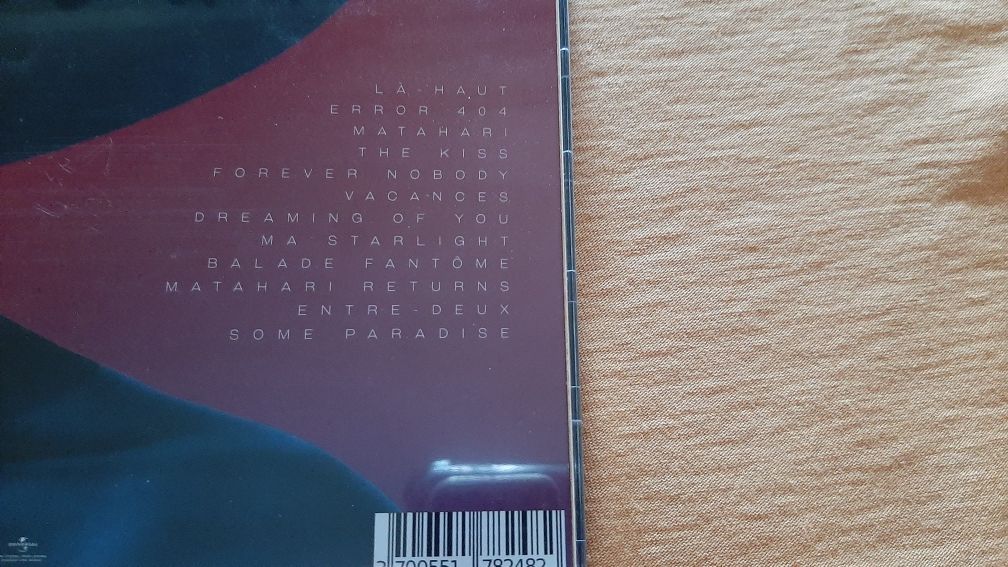 LÀ-HAUT
ERROR 404
MATAHARI
THE KISS
FOREVER NOBODY
VACANCES
DREAMING OF YOU
MA STARLIGHT
BALADE FANTÔME
MATAHARI RETURNS
ENTRE-DEUX
SOME PARADISE
3 700551 782482